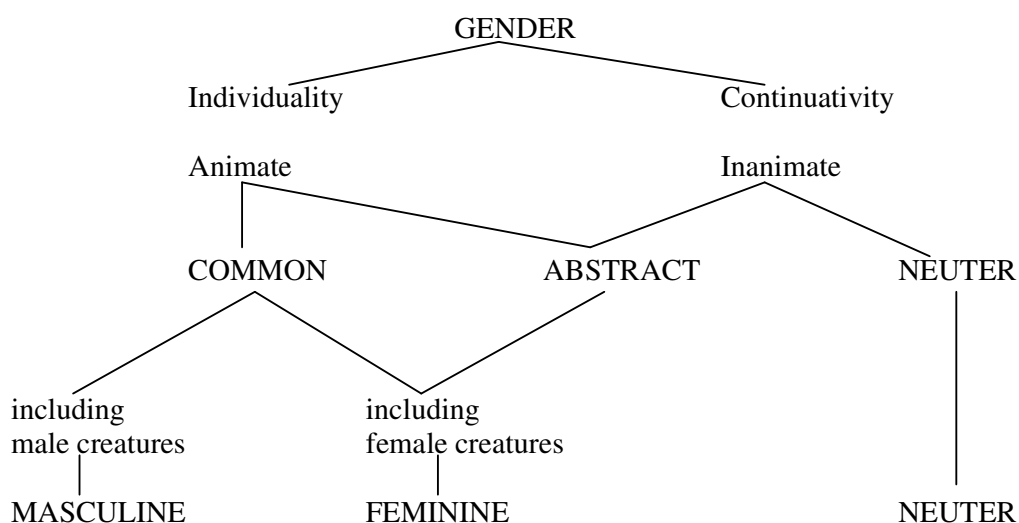 GENDER
Individuality Continuativity
Animate Inanimate
COMMON ABSTRACT NEUTER
including including
male creatures female creatures
MASCULINE FEMININE NEUTER